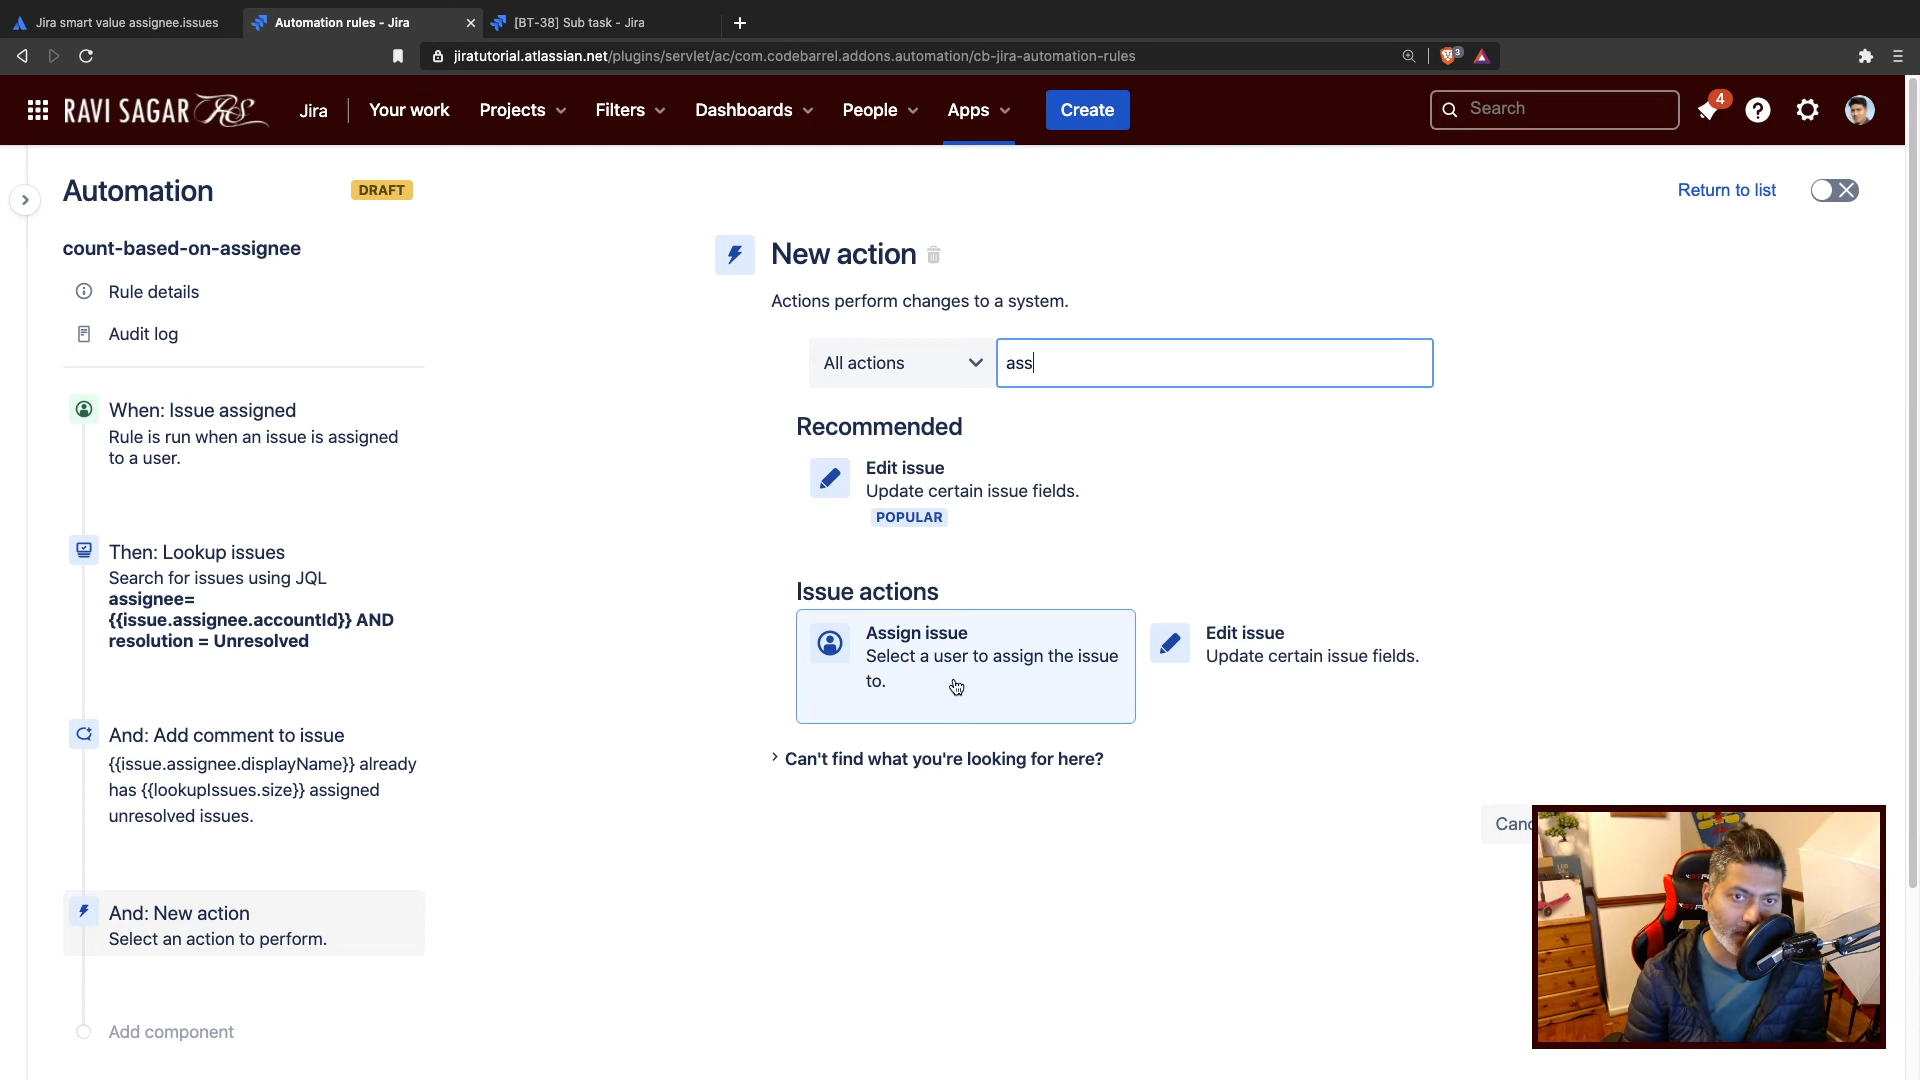 Jira smart value assignee.issues
Automation rules - Jira
[BT-38] Sub task - Jira
jiratutorial.atlassian.net/plugins/servlet/ac/com.codebarrel.addons.automation/cb-jira-automation-rules
3
RAVI SAGAR RS
Jira
Your work
Projects
Filters
Dashboards
People
Apps
Create
Search
4
Automation
DRAFT
Return to list
count-based-on-assignee
Rule details
Audit log
When: Issue assigned
Rule is run when an issue is assigned
to a user.
Then: Lookup issues
Search for issues using JQL
assignee=
{{issue.assignee.accountId}} AND
resolution = Unresolved
And: Add comment to issue
{{issue.assignee.displayName}} already
has {{lookupIssues.size}} assigned
unresolved issues.
And: New action
Select an action to perform.
Add component
New action
Actions perform changes to a system.
All actions
ass
Recommended
Edit issue
Update certain issue fields.
POPULAR
Issue actions
Assign issue
Select a user to assign the issue
to.
Edit issue
Update certain issue fields.
Can't find what you're looking for here?
Canc